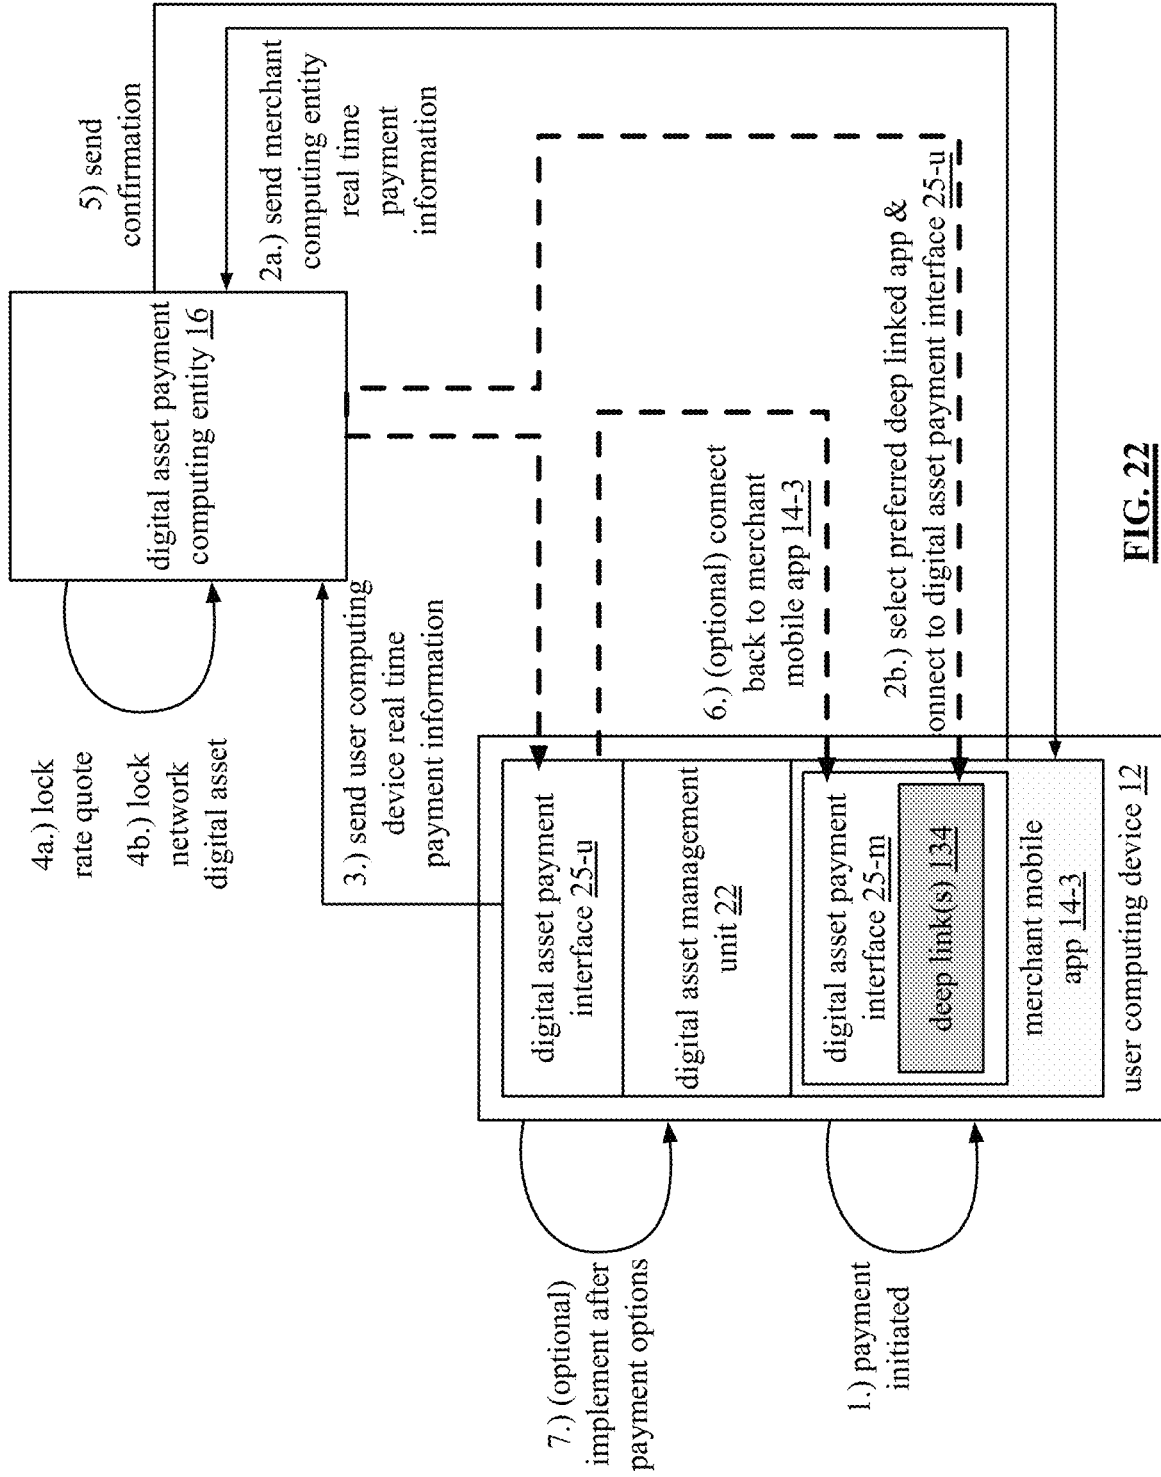 7.) (optional)
implement after
payment options
1.) payment
initiated
digital asset payment
interface 25-u
digital asset management
unit 22
digital asset payment
interface 25-m
deep link(s) 134
merchant mobile
app 14-3
user computing device 12
4a.) lock
rate quote
4b.) lock
network
digital asset
3.) send user computing
device real time
payment information
6.) (optional) connect
back to merchant
mobile app 14-3
2b.) select preferred deep linked app &
onnect to digital asset payment interface 25-u
digital asset payment
computing entity 16
5) send
confirmation
2a.) send merchant
computing entity
real time
payment
information
FIG. 22